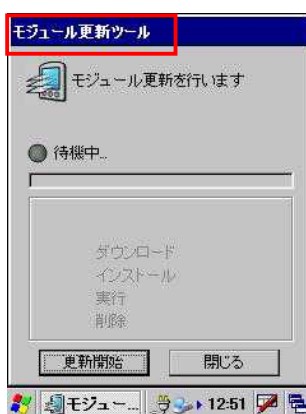 モジュール更新ツール
モジュール更新を行います
待機中...
ダウンロード
インストール
実行
削除
更新開始
閉じる
モジュー...
12:51